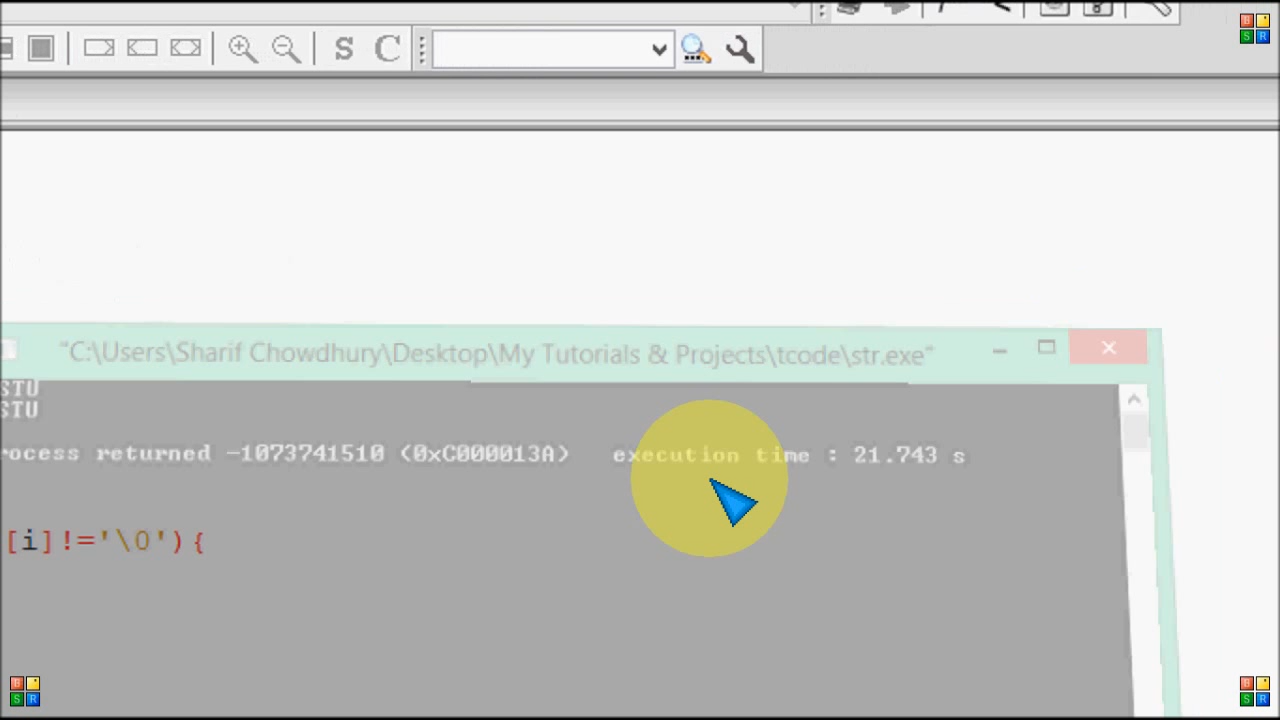 S C
"C:\Users\Sharif Chowdhury\Desktop\My Tutorials & Projects\tcode\str.exe"
STU
STU
rocess returned -1073741510 (0xC000013A) execution time : 21.743 s
[i]!='\0'){